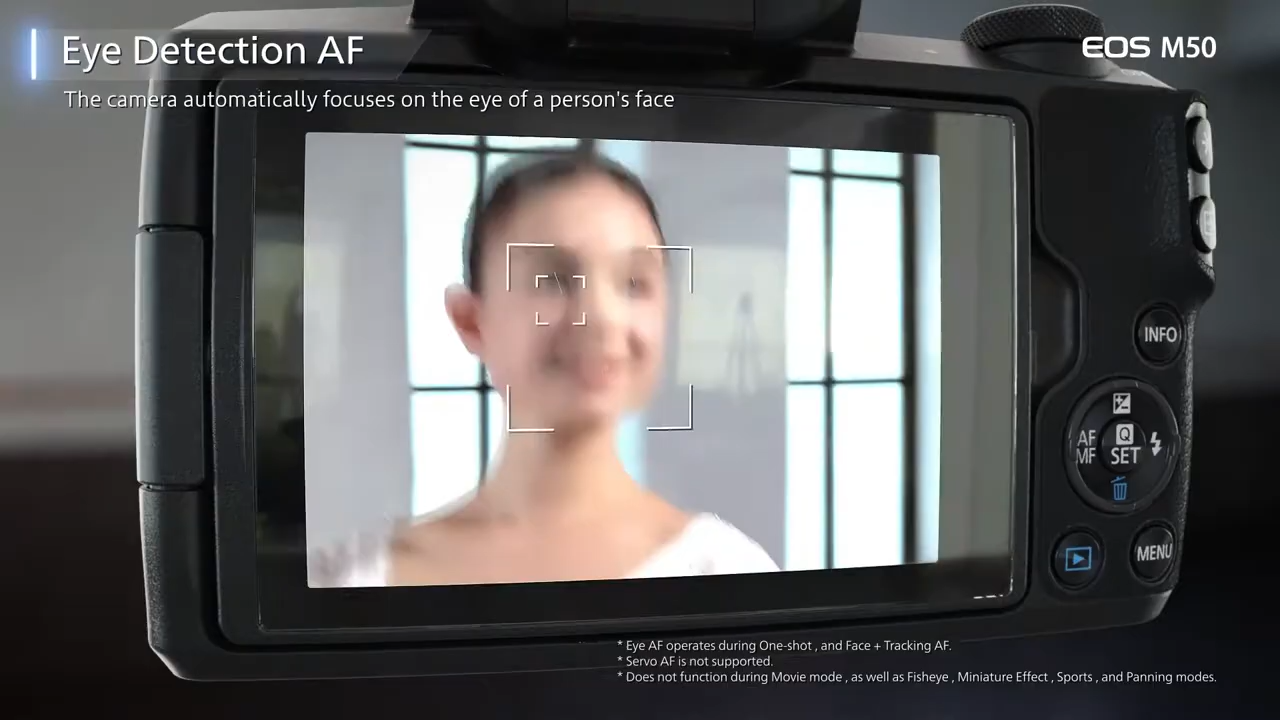 Eye Detection AF
EOS M50
The camera automatically focuses on the eye of a person's face
INFO
AF
MF
Q
SET
MENU
* Eye AF operates during One-shot , and Face + Tracking AF.
* Servo AF is not supported.
* Does not function during Movie mode , as well as Fisheye , Miniature Effect , Sports , and Panning modes.